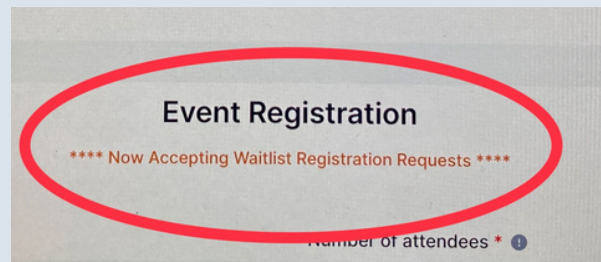 Event Registration
**** Now Accepting Waitlist Registration Requests ****
Number of attendees *